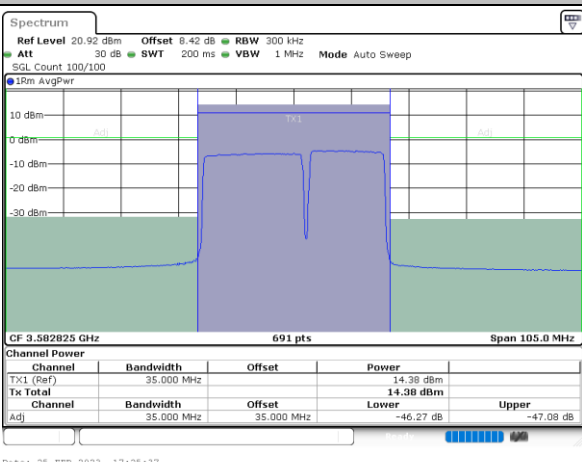 Spectrum
Ref Level 20.92 dBm Offset 8.42 dB RBW 300 kHz
Att 30 dB SWT 200 ms VBW 1 MHz Mode Auto Sweep
SGL Count 100/100
1Rm AvgPwr
10 dBm
TX1
Adj Adj
0 dBm
-10 dBm
-20 dBm
-30 dBm
CF 3.582825 GHz 691 pts Span 105.0 MHz
Channel Power
Channel Bandwidth Offset Power
TX1 (Ref) 35.000 MHz 14.38 dBm
Tx Total 14.38 dBm
Channel Bandwidth Offset Lower Upper
Adj 35.000 MHz 35.000 MHz -46.27 dB -47.08 dB
Ready